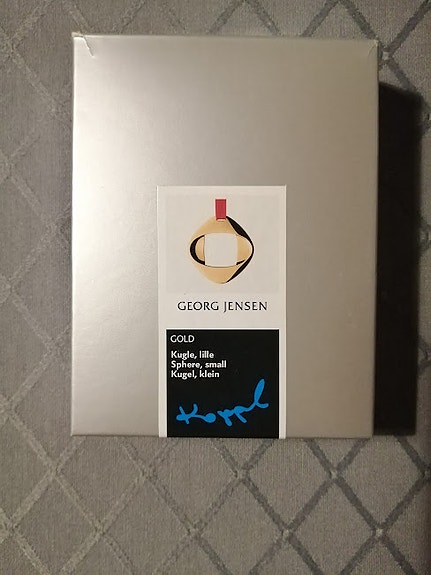 GEORG JENSEN
GOLD
Kugle, lille
Sphere, small
Kugel, klein
Koppel